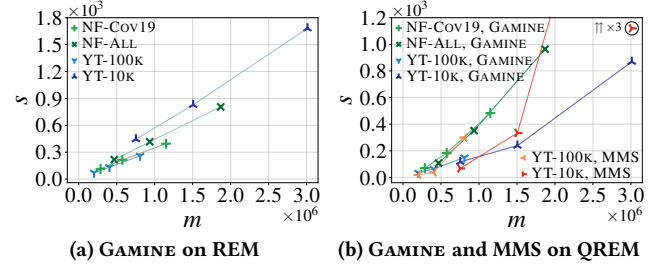 ×10³
1.8
1.5
1.2
0.9
0.6
0.3
0.0
s
NF-Cov19
NF-All
YT-100k
YT-10k
0.0 0.5 1.0 1.5 2.0 2.5 3.0
m
×10⁶
(a) Gamine on REM
×10³
1.2
1.0
0.8
0.6
0.4
0.2
0.0
s
NF-Cov19, Gamine
NF-All, Gamine
YT-100k, Gamine
YT-10k, Gamine
⇈ ×3
YT-100k, MMS
YT-10k, MMS
0.0 0.5 1.0 1.5 2.0 2.5 3.0
m
×10⁶
(b) Gamine and MMS on QREM